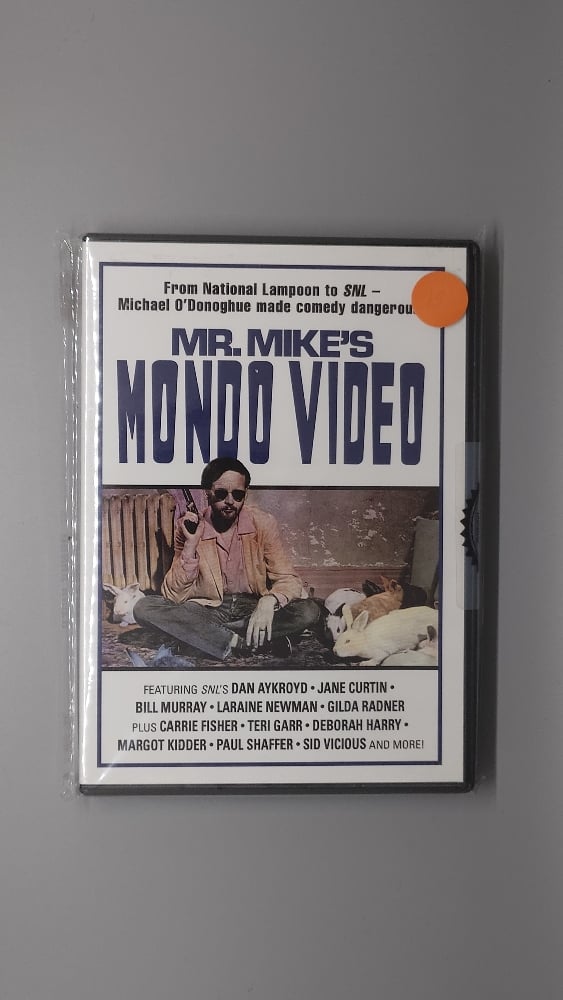 From National Lampoon to SNL –
Michael O'Donoghue made comedy dangerou
MR. MIKE'S
MONDO VIDEO
FEATURING SNL'S DAN AYKROYD • JANE CURTIN •
BILL MURRAY • LARAINE NEWMAN • GILDA RADNER
PLUS CARRIE FISHER • TERI GARR • DEBORAH HARRY •
MARGOT KIDDER • PAUL SHAFFER • SID VICIOUS AND MORE!